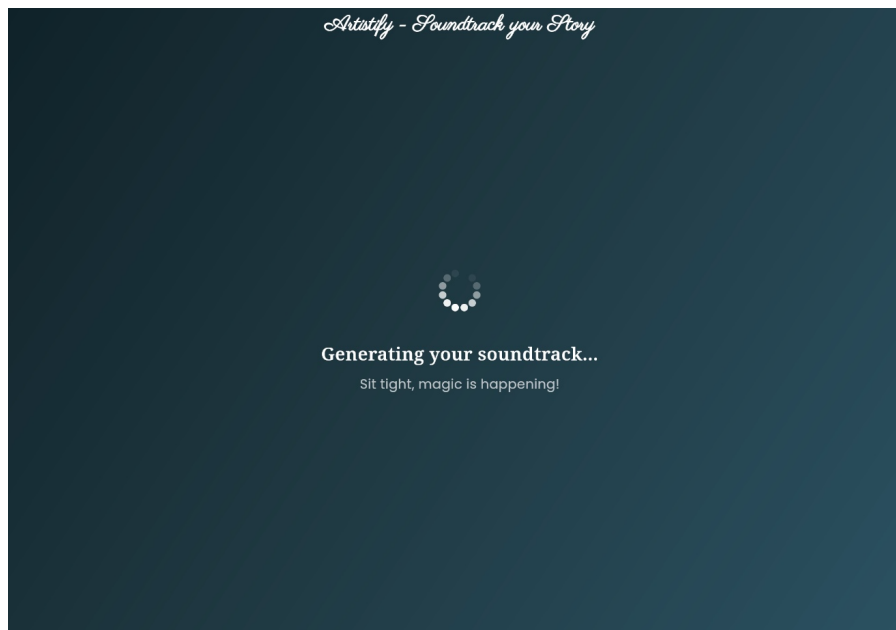 Artistify - Soundtrack your Story
Generating your soundtrack...
Sit tight, magic is happening!